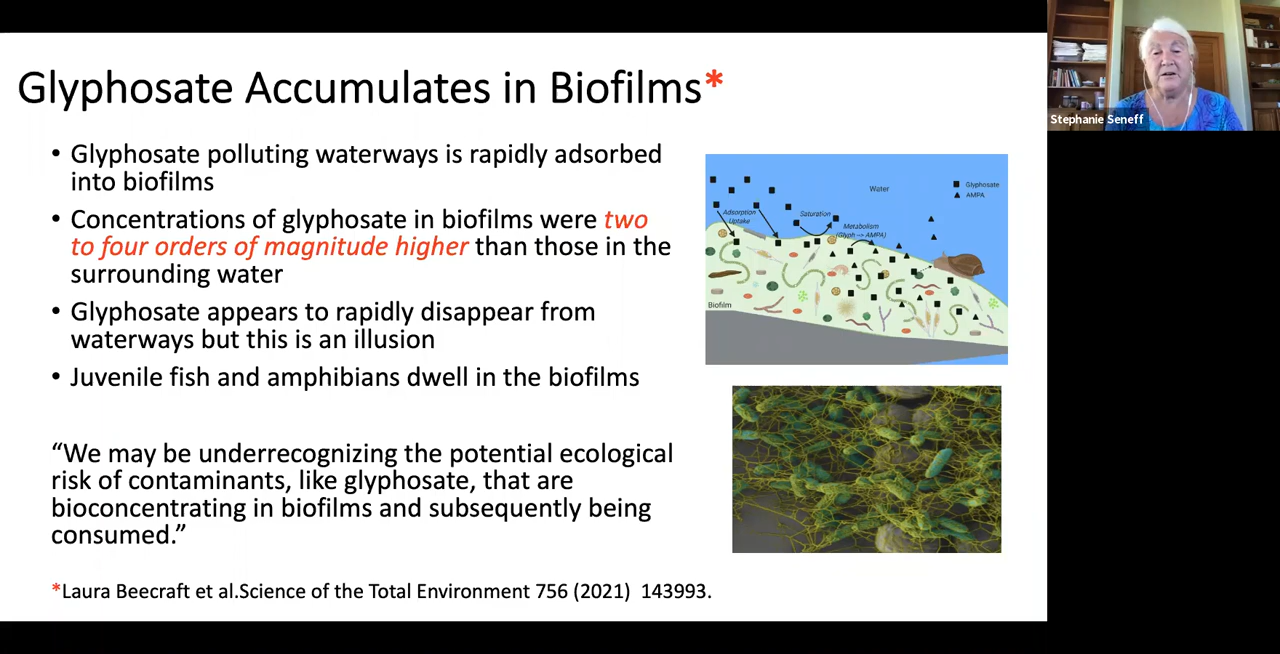 Glyphosate Accumulates in Biofilms*
• Glyphosate polluting waterways is rapidly adsorbed
into biofilms
• Concentrations of glyphosate in biofilms were two
to four orders of magnitude higher than those in the
surrounding water
• Glyphosate appears to rapidly disappear from
waterways but this is an illusion
• Juvenile fish and amphibians dwell in the biofilms
“We may be underrecognizing the potential ecological
risk of contaminants, like glyphosate, that are
bioconcentrating in biofilms and subsequently being
consumed.”
*Laura Beecraft et al.Science of the Total Environment 756 (2021) 143993.
Water
Glyphosate
AMPA
Adsorption
Uptake
Saturation
Metabolism
(Glyph -> AMPA)
Biofilm
Stephanie Seneff